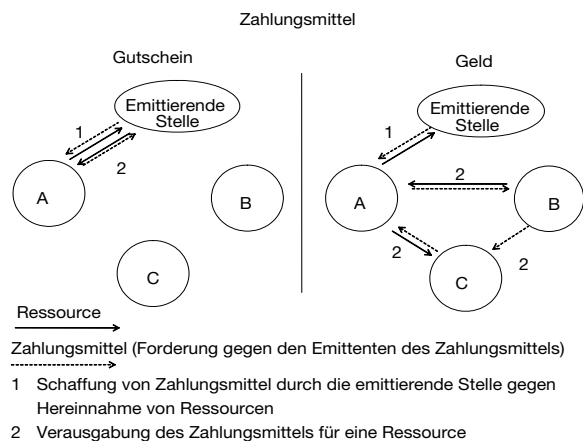 Zahlungsmittel
Gutschein
Emittierende
Stelle
1
2
A
B
C
Geld
Emittierende
Stelle
1
A
2
B
2
2
C
Ressource
Zahlungsmittel (Forderung gegen den Emittenten des Zahlungsmittels)
1 Schaffung von Zahlungsmittel durch die emittierende Stelle gegen
Hereinnahme von Ressourcen
2 Verausgabung des Zahlungsmittels für eine Ressource